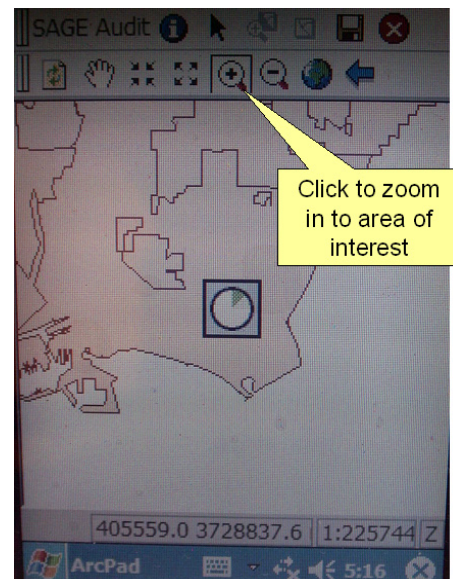 SAGE Audit
Click to zoom
in to area of
interest
405559.0 3728837.6 1:225744 Z
ArcPad 5:16